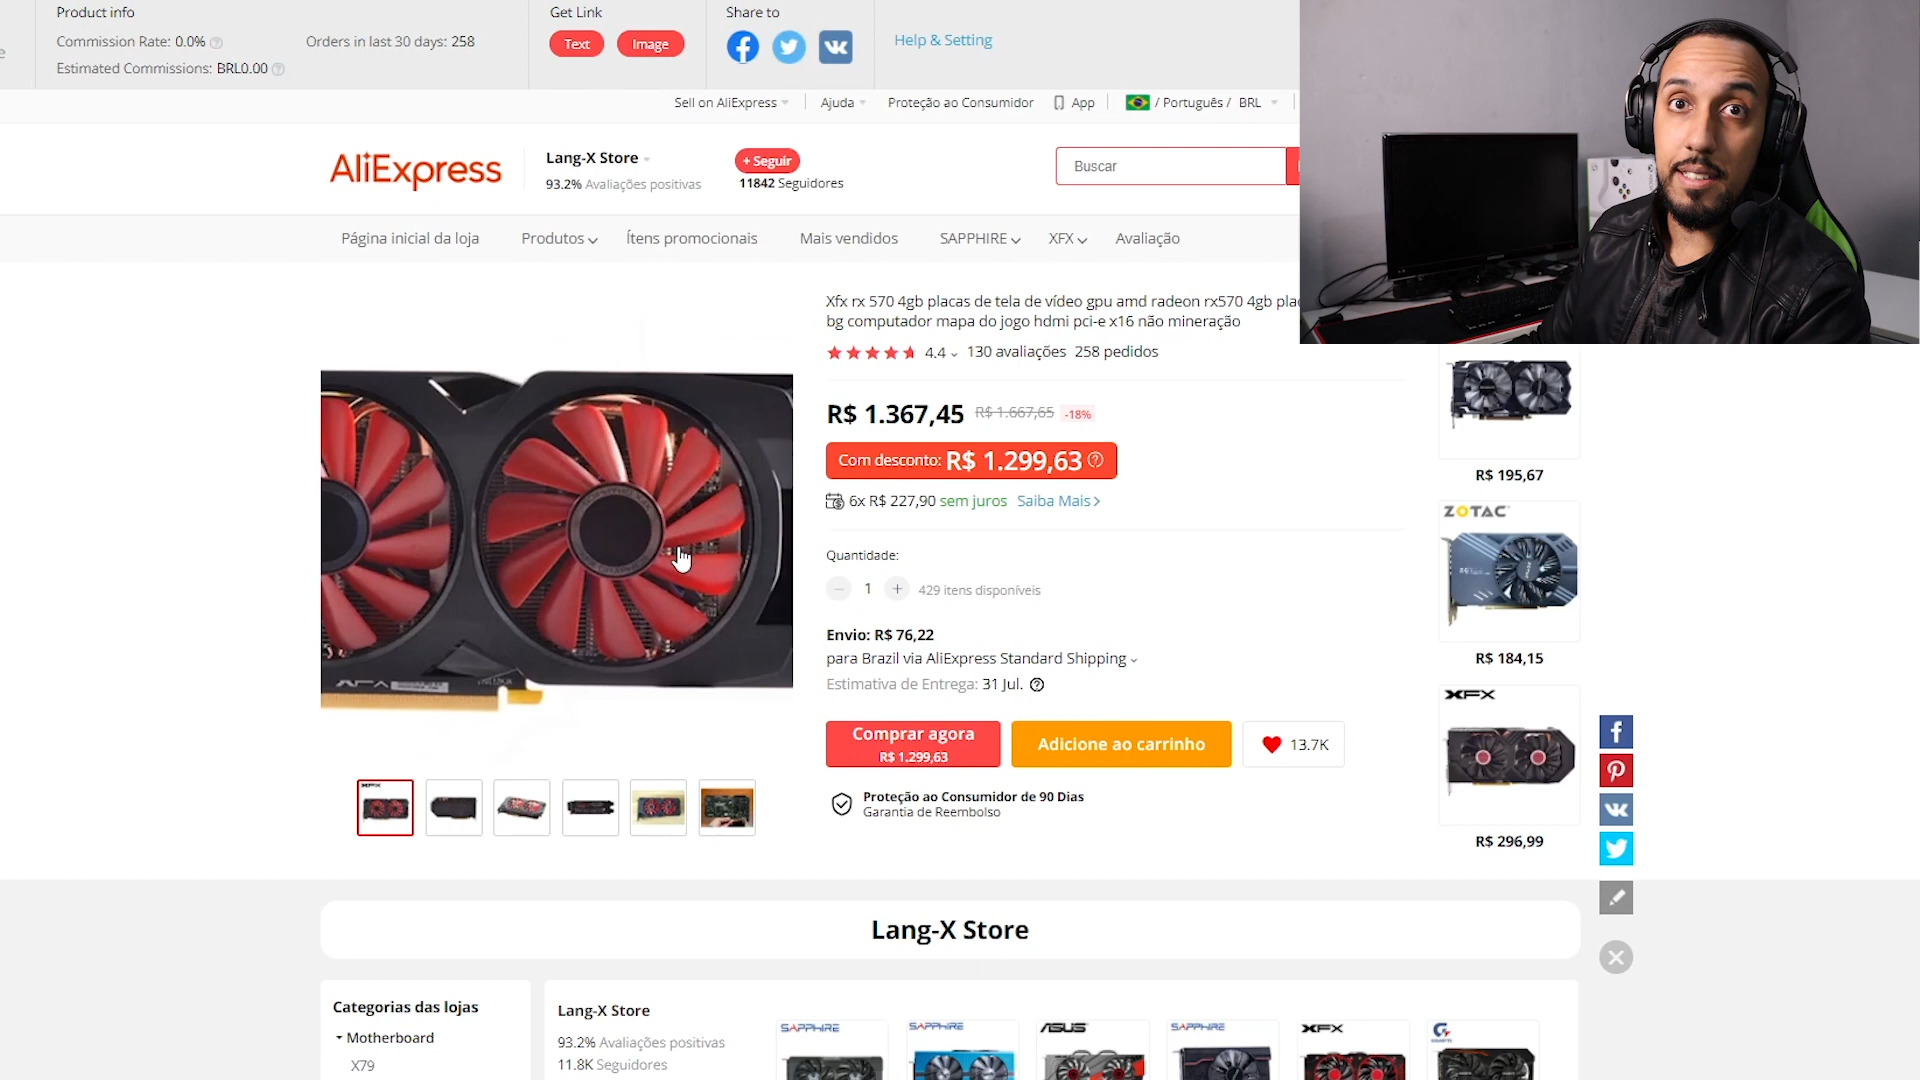 Product info
Commission Rate: 0.0%
Orders in last 30 days: 258
Estimated Commissions: BRL0.00
Get Link
Text
Image
Share to
Help & Setting
Sell on AliExpress
Ajuda
Proteção ao Consumidor
App
/ Português / BRL
AliExpress
Lang-X Store
93.2% Avaliações positivas
+ Seguir
11842 Seguidores
Buscar
Página inicial da loja
Produtos
Ítens promocionais
Mais vendidos
SAPPHIRE
XFX
Avaliação
Xfx rx 570 4gb placas de tela de vídeo gpu amd radeon rx570 4gb
bg computador mapa do jogo hdmi pci-e x16 não mineração
4.4
130 avaliações
258 pedidos
R$ 1.367,45
R$ 1.667,65
-18%
Com desconto: R$ 1.299,63
6x R$ 227,90 sem juros
Saiba Mais
Quantidade:
1
429 itens disponíveis
Envio: R$ 76,22
para Brazil via AliExpress Standard Shipping
Estimativa de Entrega: 31 Jul.
Comprar agora
R$ 1.299,63
Adicione ao carrinho
13.7K
Proteção ao Consumidor de 90 Dias
Garantia de Reembolso
R$ 195,67
ZOTAC
R$ 184,15
XFX
R$ 296,99
Lang-X Store
Categorias das lojas
Motherboard
X79
Lang-X Store
93.2% Avaliações positivas
11.8K Seguidores
SAPPHIRE
SAPPHIRE
ASUS
SAPPHIRE
XFX